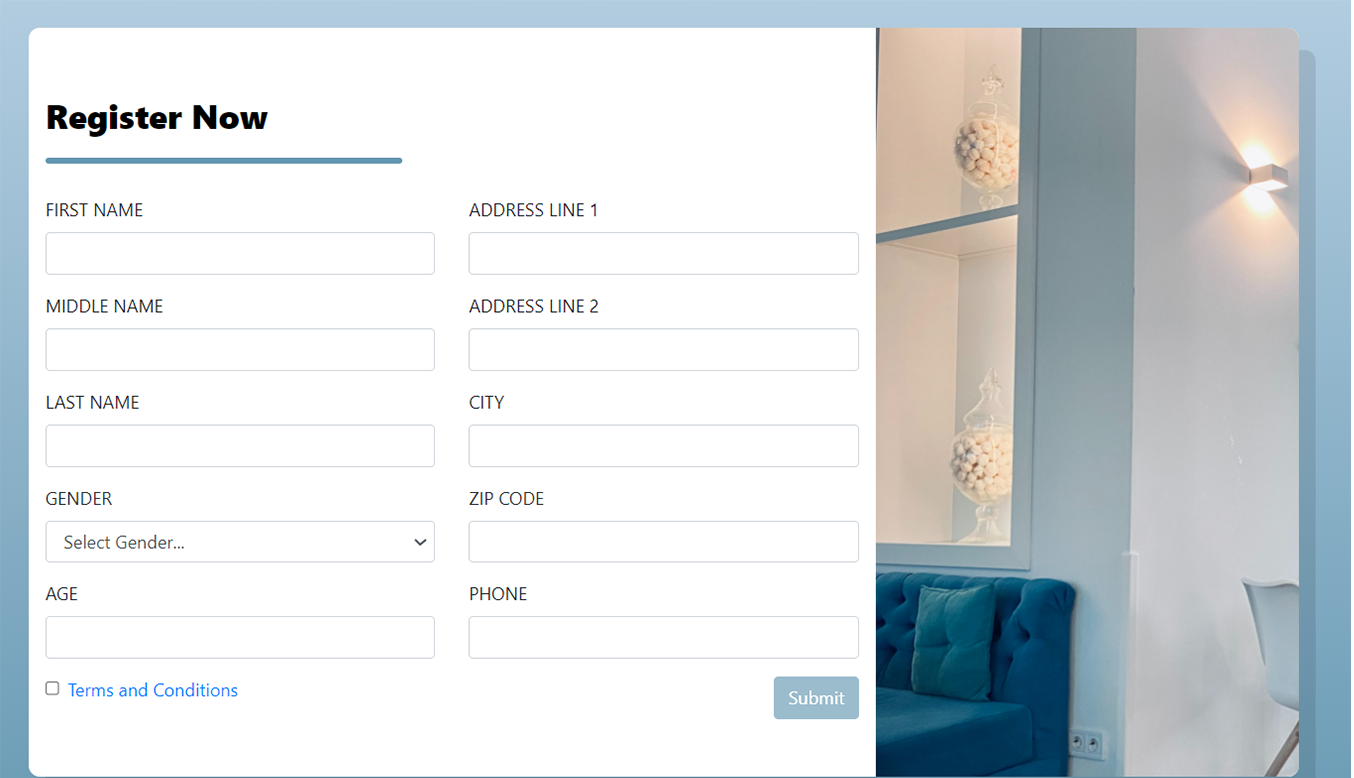 Register Now
FIRST NAME
MIDDLE NAME
LAST NAME
GENDER
Select Gender...
AGE
Terms and Conditions
ADDRESS LINE 1
ADDRESS LINE 2
CITY
ZIP CODE
PHONE
Submit